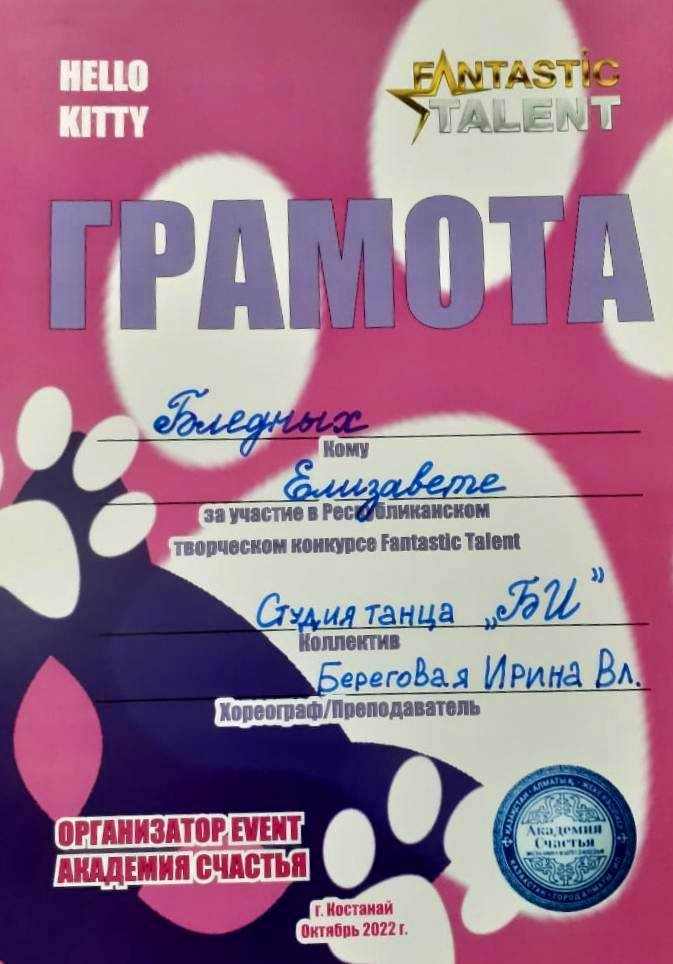 HELLO
KITTY
FANTASTIC
TALENT
ГРАМОТА
Бледных
Кому
Елизавете
за участие в Республиканском
творческом конкурсе Fantastic Talent
Студия танца „БИ”
Коллектив
Береговая Ирина Вл.
Хореограф/Преподаватель
ОРГАНИЗАТОР EVENT
АКАДЕМИЯ СЧАСТЬЯ
г. Костанай
Октябрь 2022 г.
Академия
Счастья